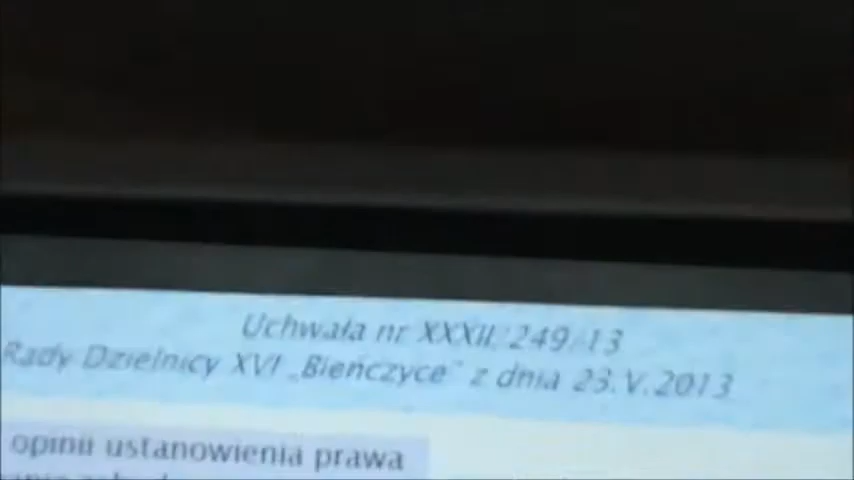 Uchwała nr XXXII/249/13
Rady Dzielnicy XVI „Bieńczyce” z dnia 23.V.2013
opinii ustanowienia prawa